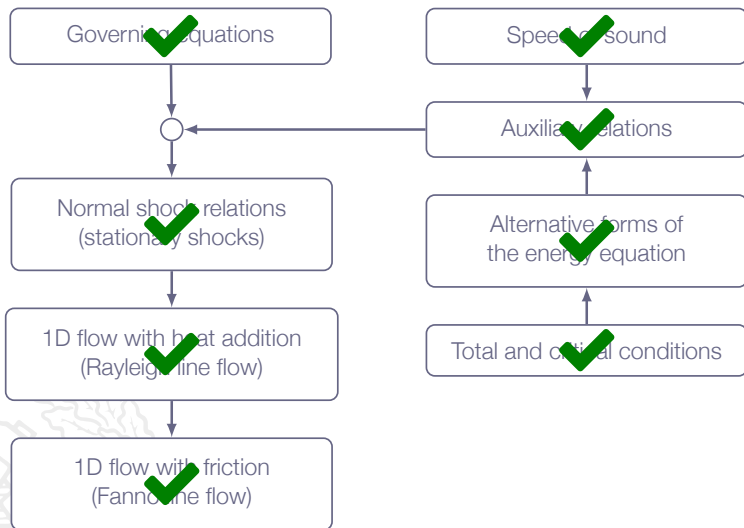 Governing equations
Speed of sound
Auxiliary relations
Normal shock relations
(stationary shocks)
Alternative forms of
the energy equation
1D flow with heat addition
(Rayleigh line flow)
Total and critical conditions
1D flow with friction
(Fanno line flow)